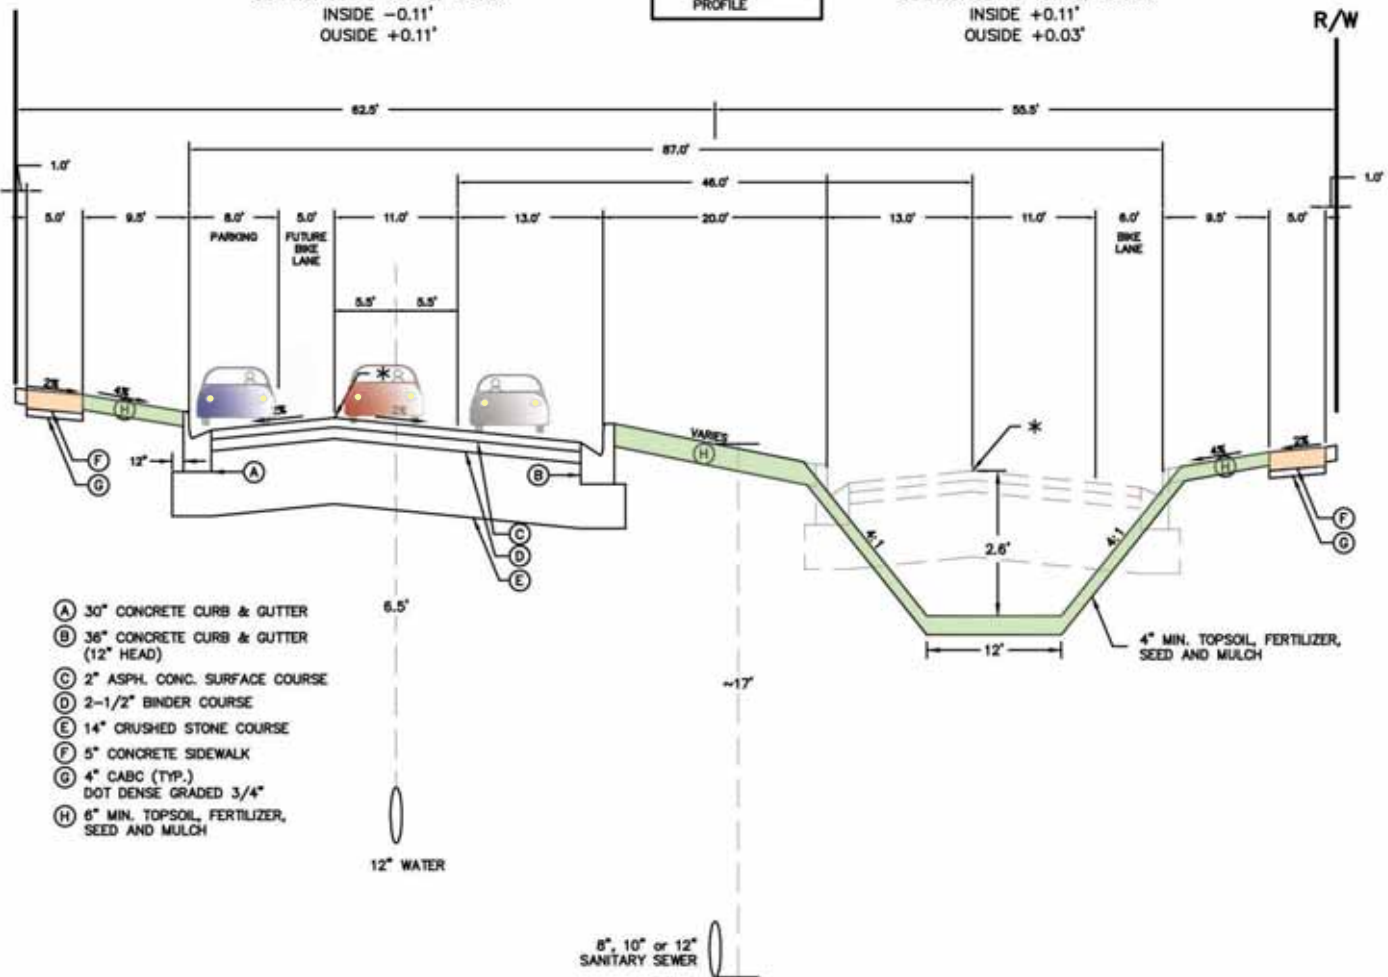 INSIDE -0.11'
OUSIDE +0.11'
PROFILE
INSIDE +0.11'
OUSIDE +0.03'
R/W
62.5' 55.5'
87.0'
1.0' 46.0' 1.0'
5.0' 9.5' 8.0' 5.0' 11.0' 13.0' 20.0' 13.0' 11.0' 6.0' 9.5' 5.0'
PARKING
FUTURE
BIKE
LANE
BIKE
LANE
5.5' 5.5'
*
2% 4% 2% 2%
H
VARIES
H
*
4% 2%
H
12"
A
B
F
G
C
D
E
4:1
2.6'
4:1
F
G
12'
4" MIN. TOPSOIL, FERTILIZER,
SEED AND MULCH
A 30" CONCRETE CURB & GUTTER
B 36" CONCRETE CURB & GUTTER
(12" HEAD)
C 2" ASPH. CONC. SURFACE COURSE
D 2-1/2" BINDER COURSE
E 14" CRUSHED STONE COURSE
F 5" CONCRETE SIDEWALK
G 4" CABC (TYP.)
DOT DENSE GRADED 3/4"
H 6" MIN. TOPSOIL, FERTILIZER,
SEED AND MULCH
6.5'
~17'
12" WATER
8", 10" or 12"
SANITARY SEWER